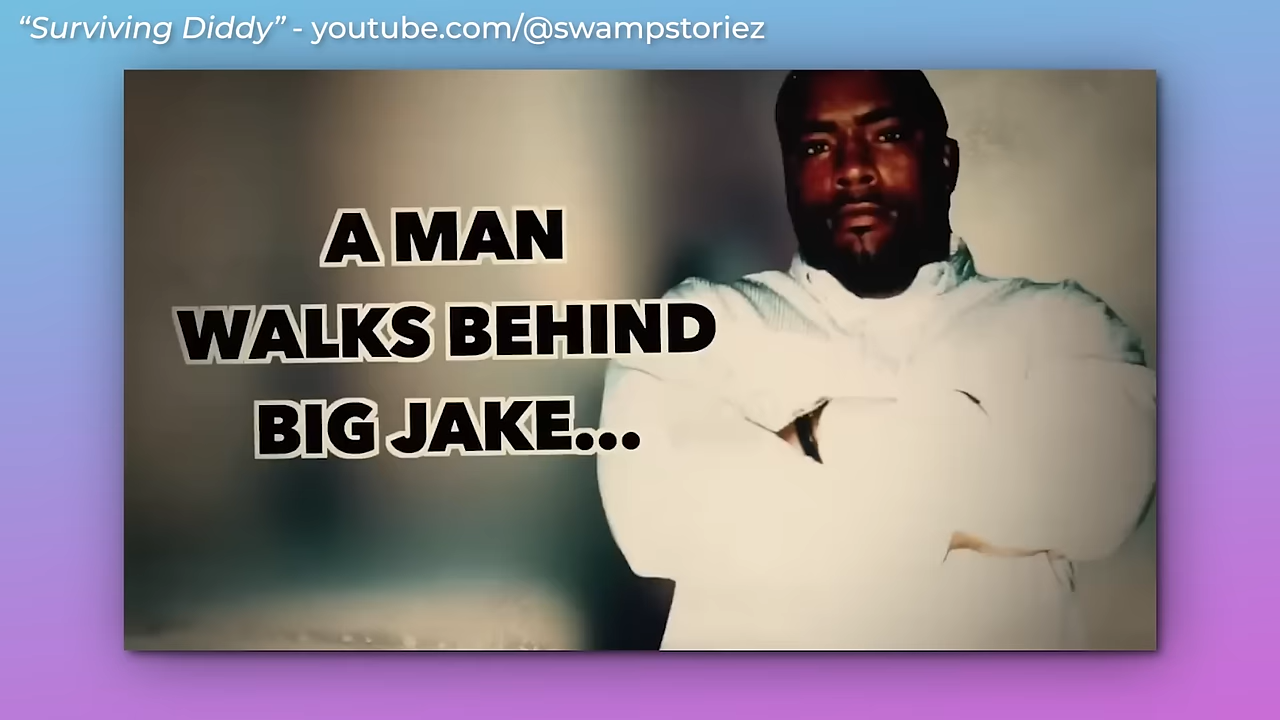 “Surviving Diddy” - youtube.com/@swampstoriez
A MAN
WALKS BEHIND
BIG JAKE...